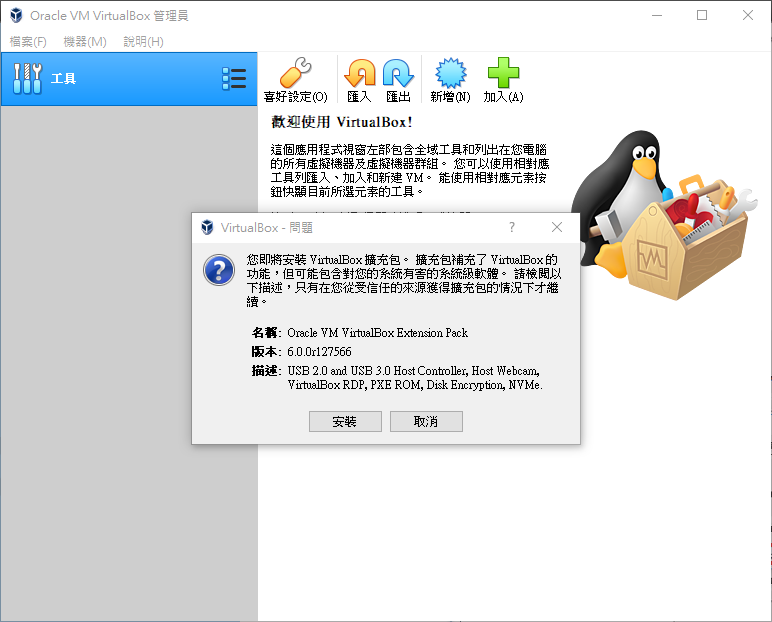 Oracle VM VirtualBox 管理員
檔案(F) 機器(M) 說明(H)
工具
喜好設定(O) 匯入 匯出 新增(N) 加入(A)
歡迎使用 VirtualBox!
這個應用程式視窗左部包含全域工具和列出在您電腦
的所有虛擬機器及虛擬機器群組。 您可以使用相對應
工具列匯入、加入和新建 VM。 能使用相對應元素按
鈕快顯目前所選元素的工具。
VirtualBox - 問題
?
您即將安裝 VirtualBox 擴充包。 擴充包補充了 VirtualBox 的
功能，但可能包含對您的系統有害的系統級軟體。 請檢閱以
下描述，只有在您從受信任的來源獲得擴充包的情況下才繼
續。
名稱: Oracle VM VirtualBox Extension Pack
版本: 6.0.0r127566
描述: USB 2.0 and USB 3.0 Host Controller, Host Webcam,
VirtualBox RDP, PXE ROM, Disk Encryption, NVMe.
安裝 取消